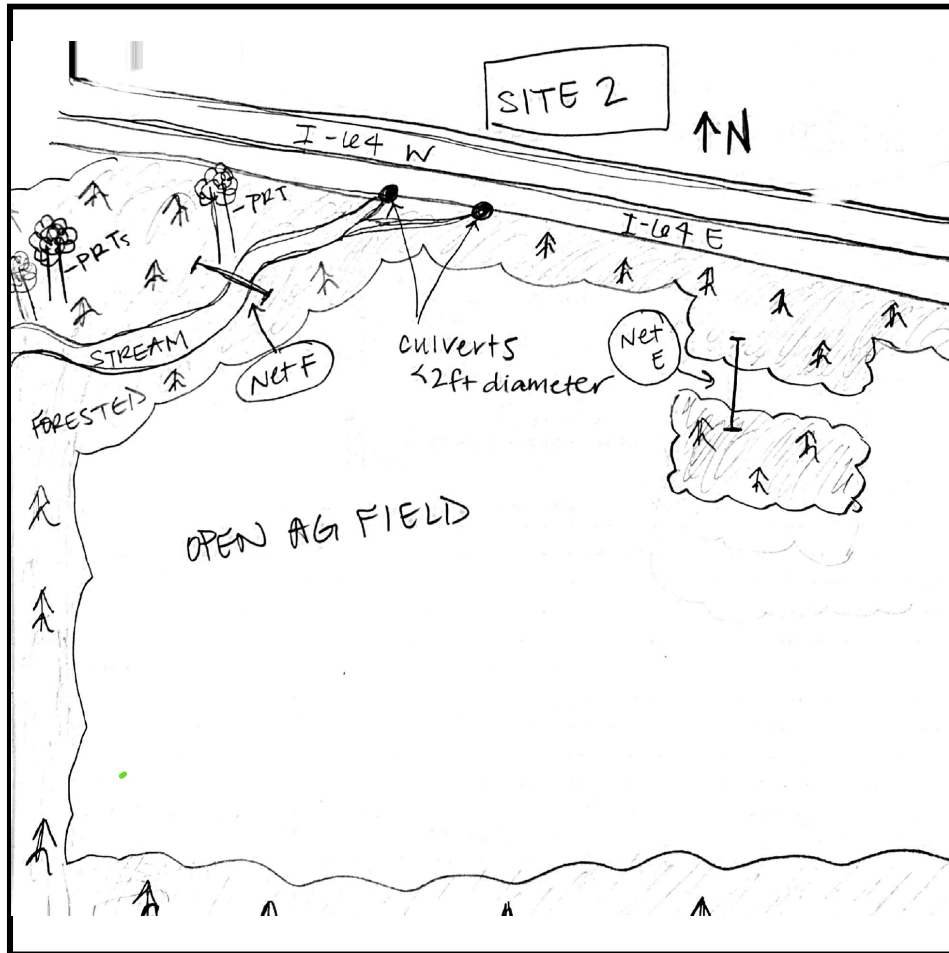 SITE 2
↑N
I-64 W
I-64 E
PRT
PRTs
STREAM
Net F
culverts
<2ft diameter
Net
E
FORESTED
OPEN AG FIELD